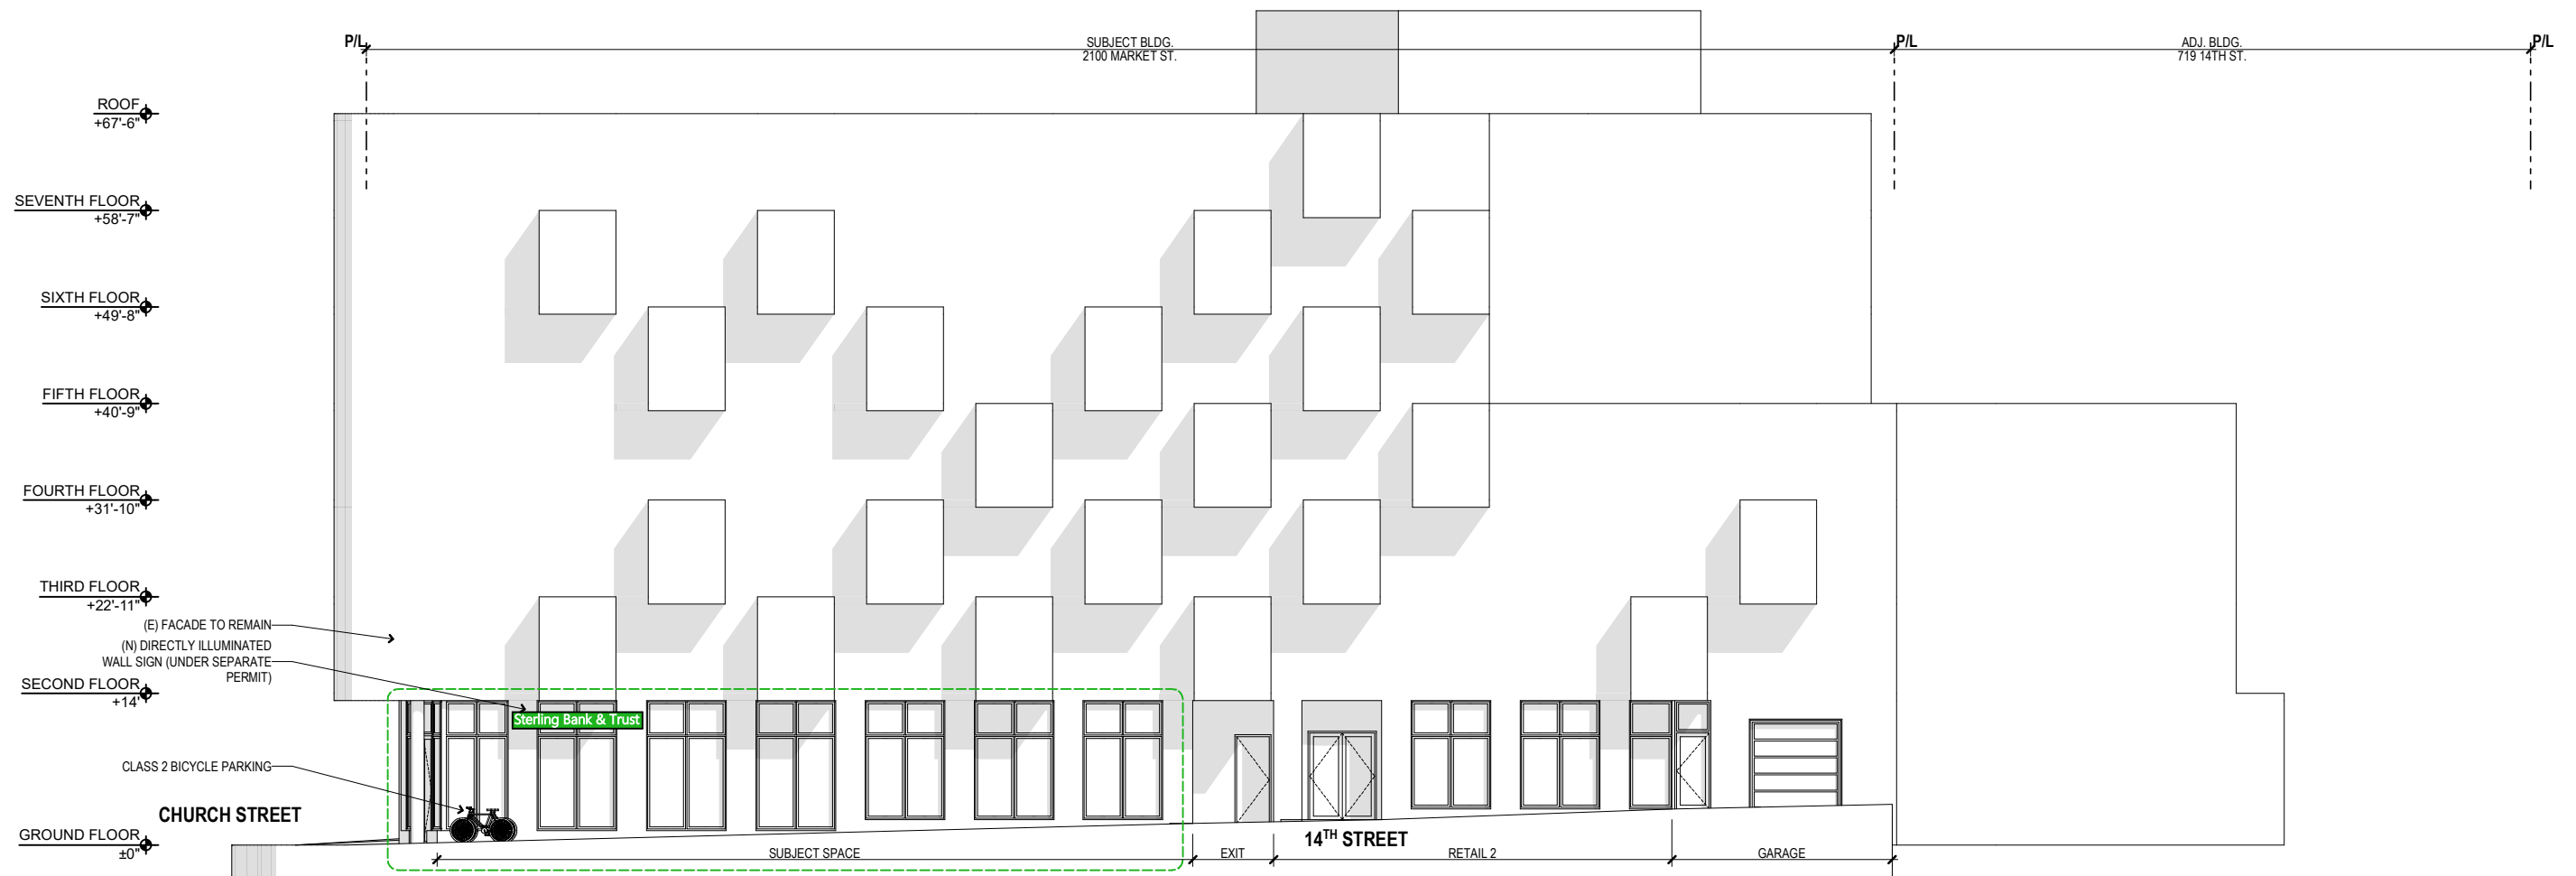 P/L
SUBJECT BLDG.
2100 MARKET ST.
P/L
ADJ. BLDG.
719 14TH ST.
P/L
ROOF
+67'-6"
SEVENTH FLOOR
+58'-7"
SIXTH FLOOR
+49'-8"
FIFTH FLOOR
+40'-9"
FOURTH FLOOR
+31'-10"
THIRD FLOOR
+22'-11"
(E) FACADE TO REMAIN
(N) DIRECTLY ILLUMINATED
WALL SIGN (UNDER SEPARATE
PERMIT)
SECOND FLOOR
+14'
Sterling Bank & Trust
CLASS 2 BICYCLE PARKING
CHURCH STREET
GROUND FLOOR
±0"
14TH STREET
SUBJECT SPACE
EXIT
RETAIL 2
GARAGE